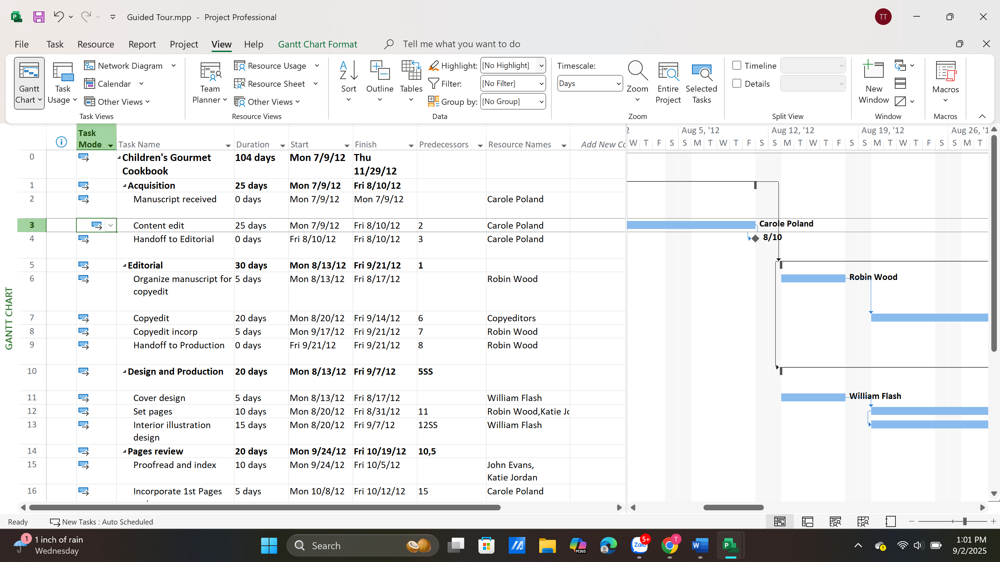 Guided Tour.mpp - Project Professional
TT
File Task Resource Report Project View Help Gantt Chart Format Tell me what you want to do
Gantt Chart
Task Usage
Network Diagram
Calendar
Other Views
Task Views
Team Planner
Resource Usage
Resource Sheet
Other Views
Resource Views
Sort
Outline
Tables
Highlight: [No Highlight]
Filter: [No Filter]
Group by: [No Group]
Data
Timescale:
Days
Zoom
Entire Project
Selected Tasks
Zoom
Timeline
Details
Split View
New Window
Window
Macros
Macros
Task Mode Task Name Duration Start Finish Predecessors Resource Names Add New Co
2 Aug 5, '12 Aug 12, '12 Aug 19, '12 Aug 26, '1
W T F S S M T W T F S S M T W T F S S M T W T F S S M T
0 Children's Gourmet Cookbook 104 days Mon 7/9/12 Thu 11/29/12
1 Acquisition 25 days Mon 7/9/12 Fri 8/10/12
2 Manuscript received 0 days Mon 7/9/12 Mon 7/9/12 Carole Poland
3 Content edit 25 days Mon 7/9/12 Fri 8/10/12 2 Carole Poland
Carole Poland
4 Handoff to Editorial 0 days Fri 8/10/12 Fri 8/10/12 3 Carole Poland
8/10
5 Editorial 30 days Mon 8/13/12 Fri 9/21/12 1
6 Organize manuscript for copyedit 5 days Mon 8/13/12 Fri 8/17/12 Robin Wood
Robin Wood
7 Copyedit 20 days Mon 8/20/12 Fri 9/14/12 6 Copyeditors
8 Copyedit incorp 5 days Mon 9/17/12 Fri 9/21/12 7 Robin Wood
9 Handoff to Production 0 days Fri 9/21/12 Fri 9/21/12 8 Robin Wood
10 Design and Production 20 days Mon 8/13/12 Fri 9/7/12 5SS
11 Cover design 5 days Mon 8/13/12 Fri 8/17/12 William Flash
William Flash
12 Set pages 10 days Mon 8/20/12 Fri 8/31/12 11 Robin Wood,Katie Jo
13 Interior illustration design 15 days Mon 8/20/12 Fri 9/7/12 12SS William Flash
14 Pages review 20 days Mon 9/24/12 Fri 10/19/12 10,5
15 Proofread and index 10 days Mon 9/24/12 Fri 10/5/12 John Evans, Katie Jordan
16 Incorporate 1st Pages 5 days Mon 10/8/12 Fri 10/12/12 15 Carole Poland
GANTT CHART
Ready New Tasks : Auto Scheduled
1
1 inch of rain
Wednesday
Search
M365
Zalo
5+
T
W
P
1:01 PM
9/2/2025